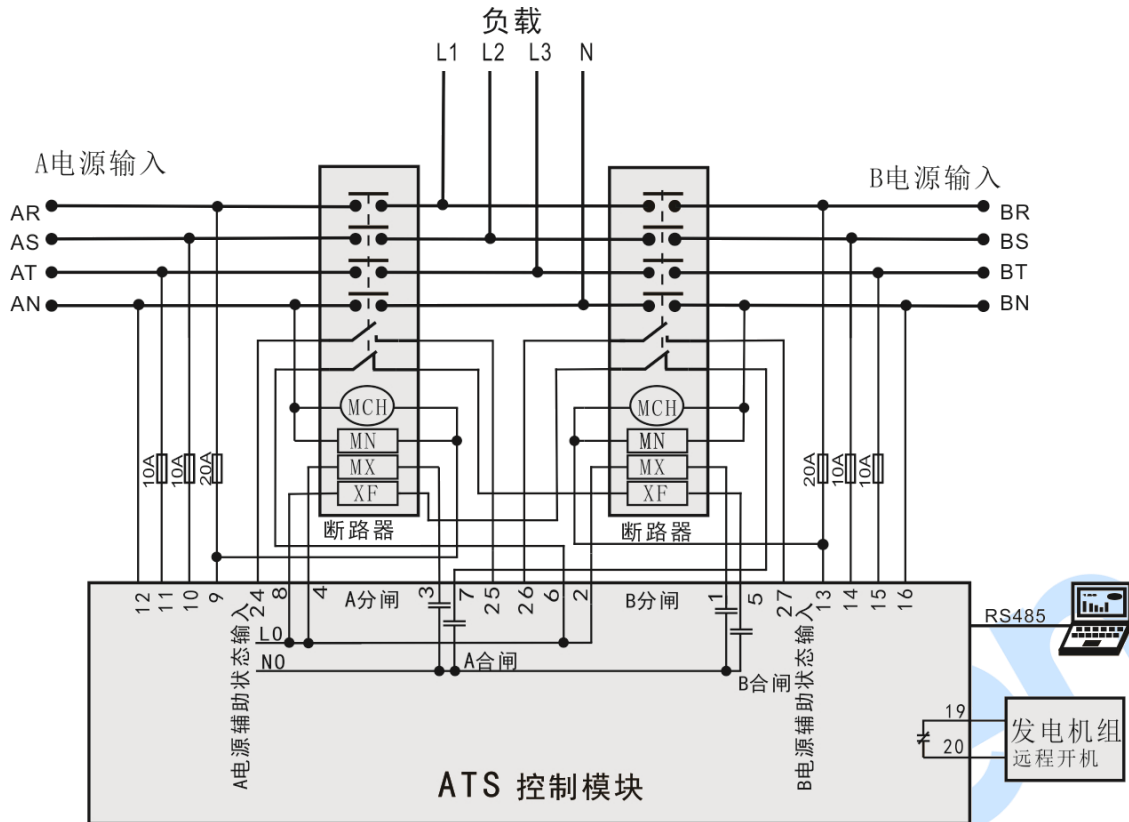 负载
L1 L2 L3 N
A电源输入
B电源输入
AR
BR
AS
BS
AT
BT
AN
BN
MCH
MCH
MN
MN
MX
MX
XF
XF
10A
10A
20A
20A
10A
10A
断路器
断路器
12
11
10
9
24
8
4
A分闸
3
7
25
26
6
2
B分闸
1
5
27
13
14
15
16
A电源辅助状态输入
B电源辅助状态输入
L0
N0
A合闸
B合闸
RS485
19
20
发电机组
远程开机
ATS 控制模块